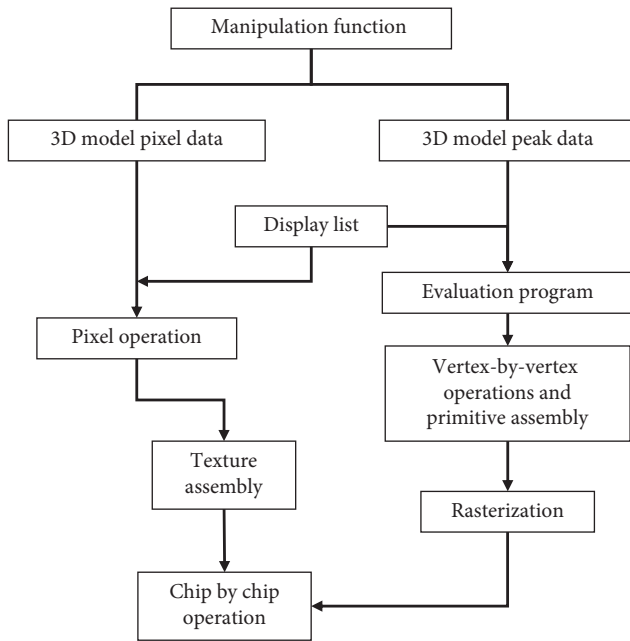 Manipulation function
3D model pixel data
3D model peak data
Display list
Evaluation program
Pixel operation
Vertex-by-vertex
operations and
primitive assembly
Texture
assembly
Rasterization
Chip by chip
operation